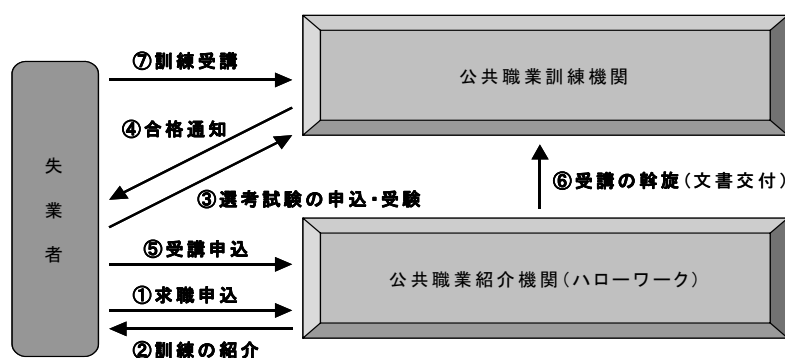 ⑦訓練受講
公共職業訓練機関
④合格通知
失業者
③選考試験の申込・受験
⑥受講の斡旋(文書交付)
⑤受講申込
公共職業紹介機関(ハローワーク)
①求職申込
②訓練の紹介